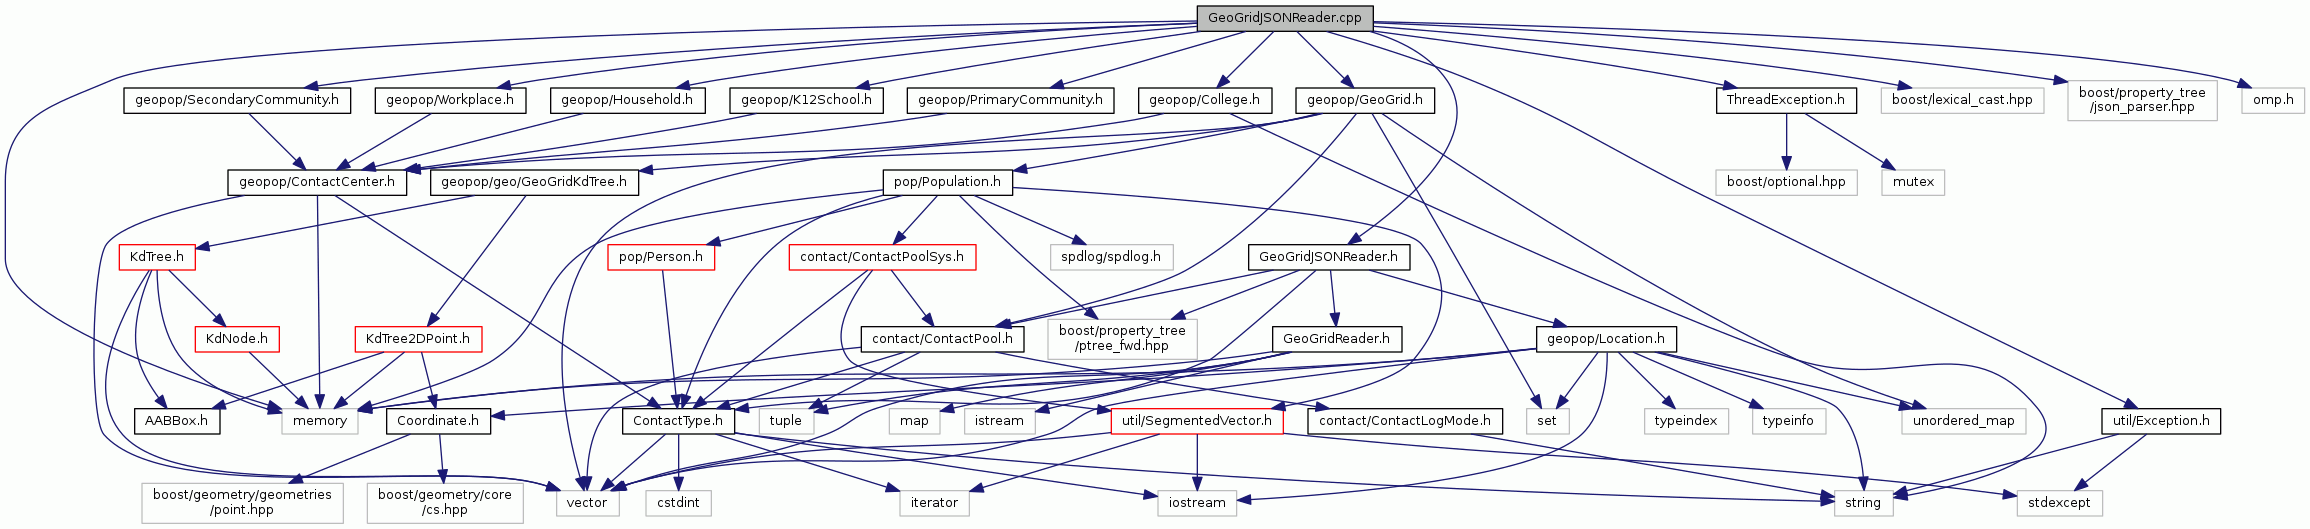 GeoGridJSONReader.cpp
geopop/SecondaryCommunity.h
geopop/Workplace.h
geopop/Household.h
geopop/K12School.h
geopop/PrimaryCommunity.h
geopop/College.h
geopop/GeoGrid.h
ThreadException.h
boost/lexical_cast.hpp
boost/property_tree
/json_parser.hpp
omp.h
geopop/ContactCenter.h
geopop/geo/GeoGridKdTree.h
pop/Population.h
boost/optional.hpp
mutex
KdTree.h
pop/Person.h
contact/ContactPoolSys.h
spdlog/spdlog.h
GeoGridJSONReader.h
KdNode.h
KdTree2DPoint.h
contact/ContactPool.h
boost/property_tree
/ptree_fwd.hpp
GeoGridReader.h
geopop/Location.h
AABBox.h
memory
Coordinate.h
ContactType.h
tuple
map
istream
util/SegmentedVector.h
contact/ContactLogMode.h
set
typeindex
typeinfo
unordered_map
util/Exception.h
boost/geometry/geometries
/point.hpp
boost/geometry/core
/cs.hpp
vector
cstdint
iterator
iostream
string
stdexcept